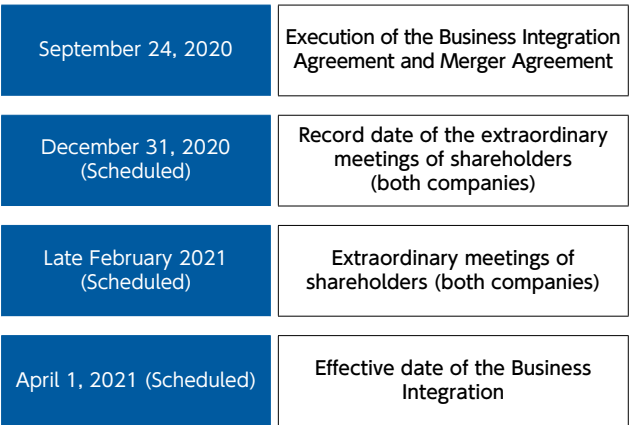 September 24, 2020
Execution of the Business Integration
Agreement and Merger Agreement
December 31, 2020
(Scheduled)
Record date of the extraordinary
meetings of shareholders
(both companies)
Late February 2021
(Scheduled)
Extraordinary meetings of
shareholders (both companies)
April 1, 2021 (Scheduled)
Effective date of the Business
Integration